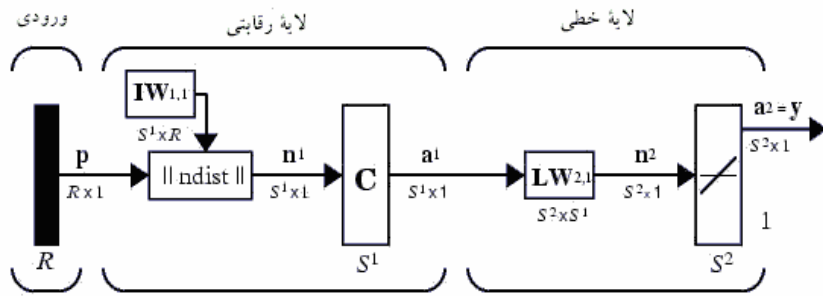 ورودی
لایهٔ رقابتی
لایهٔ خطی
IW1,1
S1xR
a2 = y
S2x1
p
Rx1
|| ndist ||
n1
S1x1
C
a1
S1x1
LW2,1
S2xS1
n2
S2x1
1
R
S1
S2